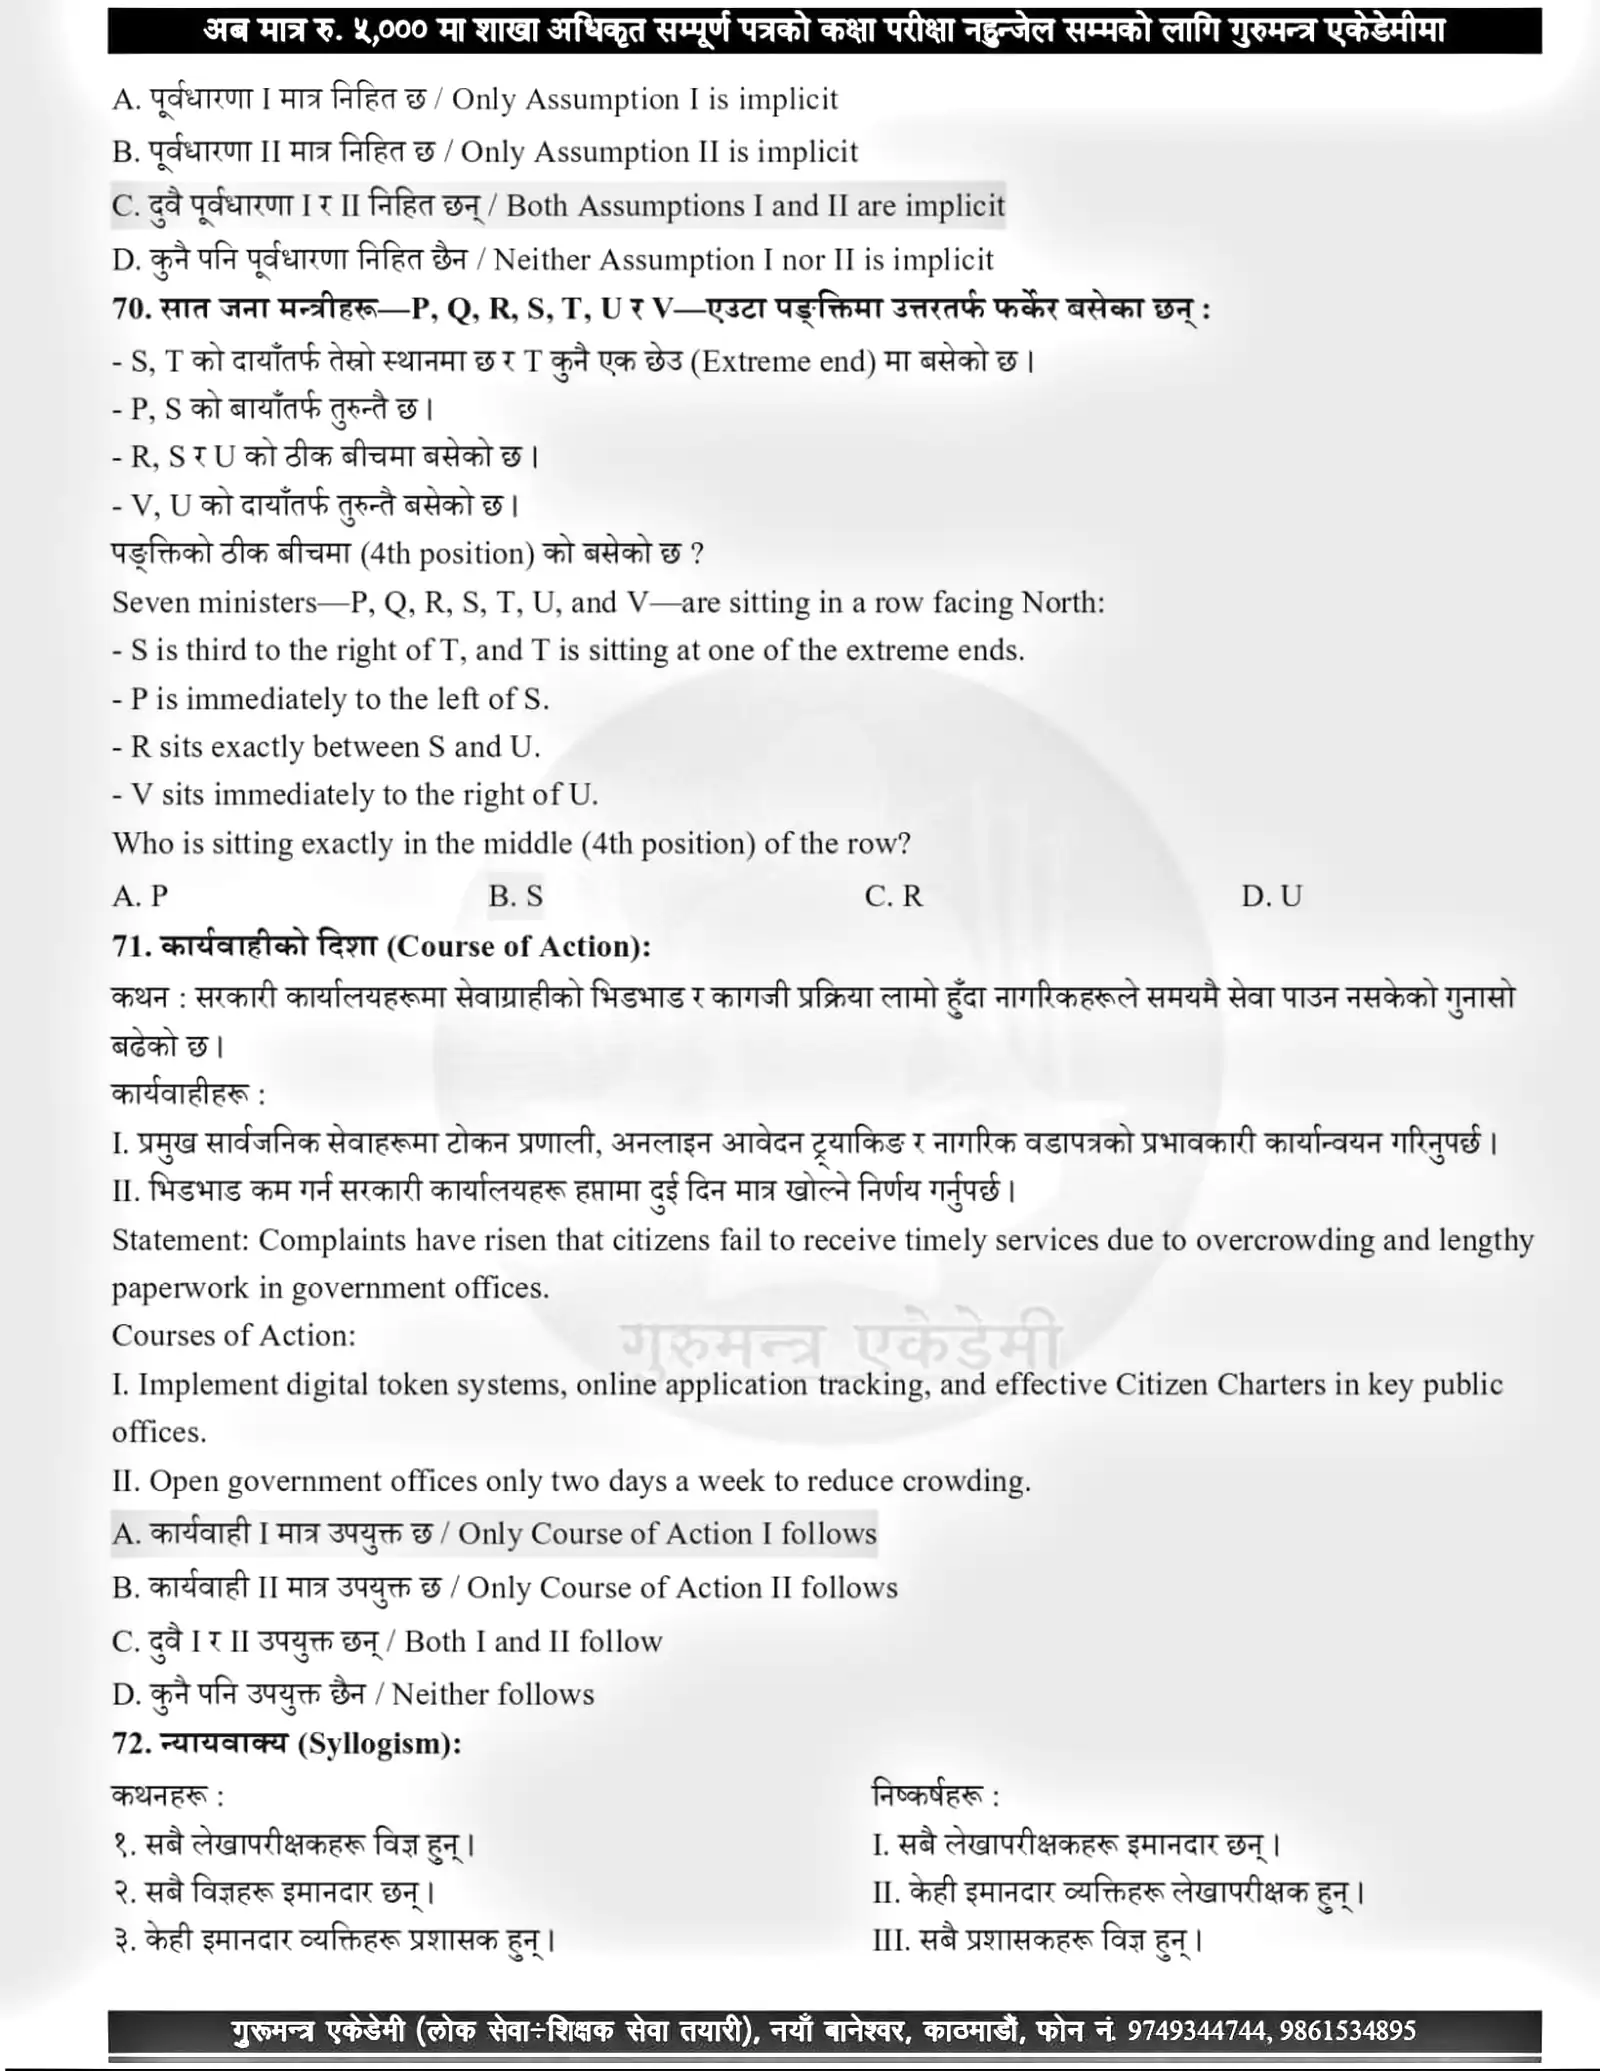 अब मात्र रु. ५,००० मा शाखा अधिकृत सम्पूर्ण पत्रको कक्षा परीक्षा नहुन्जेल सम्मको लागि गुरुमन्त्र एकेडेमीमा
A. पूर्वधारणा I मात्र निहित छ / Only Assumption I is implicit
B. पूर्वधारणा II मात्र निहित छ / Only Assumption II is implicit
C. दुवै पूर्वधारणा I र II निहित छन् / Both Assumptions I and II are implicit
D. कुनै पनि पूर्वधारणा निहित छैन / Neither Assumption I nor II is implicit
70. सात जना मन्त्रीहरू—P, Q, R, S, T, U र V—एउटा पङ्क्तिमा उत्तरतर्फ फर्केर बसेका छन् :
- S, T को दायाँतर्फ तेस्रो स्थानमा छ र T कुनै एक छेउ (Extreme end) मा बसेको छ।
- P, S को बायाँतर्फ तुरुन्तै छ।
- R, S र U को ठीक बीचमा बसेको छ।
- V, U को दायाँतर्फ तुरुन्तै बसेको छ।
पङ्क्तिको ठीक बीचमा (4th position) को बसेको छ ?
Seven ministers—P, Q, R, S, T, U, and V—are sitting in a row facing North:
- S is third to the right of T, and T is sitting at one of the extreme ends.
- P is immediately to the left of S.
- R sits exactly between S and U.
- V sits immediately to the right of U.
Who is sitting exactly in the middle (4th position) of the row?
A. P B. S C. R D. U
71. कार्यवाहीको दिशा (Course of Action):
कथन : सरकारी कार्यालयहरूमा सेवाग्राहीको भिडभाड र कागजी प्रक्रिया लामो हुँदा नागरिकहरूले समयमै सेवा पाउन नसकेको गुनासो
बढेको छ।
कार्यवाहीहरू :
I. प्रमुख सार्वजनिक सेवाहरूमा टोकन प्रणाली, अनलाइन आवेदन ट्र्याकिङ र नागरिक वडापत्रको प्रभावकारी कार्यान्वयन गरिनुपर्छ।
II. भिडभाड कम गर्न सरकारी कार्यालयहरू हप्तामा दुई दिन मात्र खोल्ने निर्णय गर्नुपर्छ।
Statement: Complaints have risen that citizens fail to receive timely services due to overcrowding and lengthy
paperwork in government offices.
Courses of Action:
गुरुमन्त्र एकेडेमी
I. Implement digital token systems, online application tracking, and effective Citizen Charters in key public
offices.
II. Open government offices only two days a week to reduce crowding.
A. कार्यवाही I मात्र उपयुक्त छ / Only Course of Action I follows
B. कार्यवाही II मात्र उपयुक्त छ / Only Course of Action II follows
C. दुवै I र II उपयुक्त छन् / Both I and II follow
D. कुनै पनि उपयुक्त छैन / Neither follows
72. न्यायवाक्य (Syllogism):
कथनहरू : निष्कर्षहरू :
१. सबै लेखापरीक्षकहरू विज्ञ हुन्। I. सबै लेखापरीक्षकहरू इमानदार छन्।
२. सबै विज्ञहरू इमानदार छन्। II. केही इमानदार व्यक्तिहरू लेखापरीक्षक हुन्।
३. केही इमानदार व्यक्तिहरू प्रशासक हुन्। III. सबै प्रशासकहरू विज्ञ हुन्।
गुरूमन्त्र एकेडेमी (लोक सेवा÷शिक्षक सेवा तयारी), नयाँ बानेश्वर, काठमाडौं, फोन नं. 9749344744, 9861534895